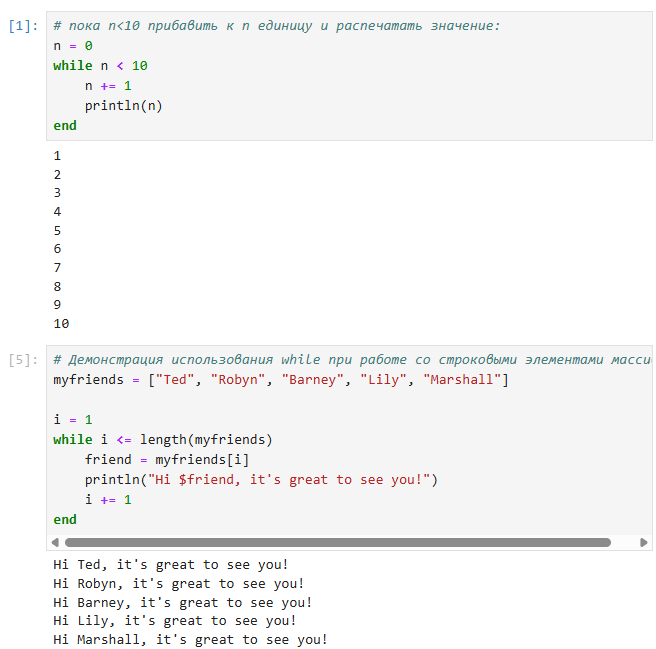 [1]: # пока n<10 прибавить к n единицу и распечатать значение:
n = 0
while n < 10
    n += 1
    println(n)
end
1
2
3
4
5
6
7
8
9
10
[5]: # Демонстрация использования while при работе со строковыми элементами масси
myfriends = ["Ted", "Robyn", "Barney", "Lily", "Marshall"]
i = 1
while i <= length(myfriends)
    friend = myfriends[i]
    println("Hi $friend, it's great to see you!")
    i += 1
end
Hi Ted, it's great to see you!
Hi Robyn, it's great to see you!
Hi Barney, it's great to see you!
Hi Lily, it's great to see you!
Hi Marshall, it's great to see you!